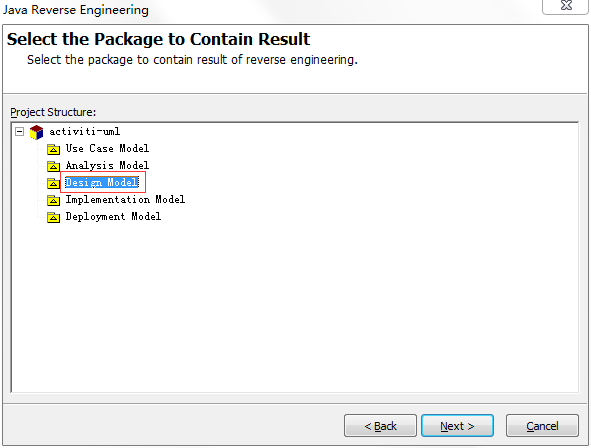 Java Reverse Engineering
Select the Package to Contain Result
Select the package to contain result of reverse engineering.
Project Structure:
activiti-uml
Use Case Model
Analysis Model
Design Model
Implementation Model
Deployment Model
< Back
Next >
Cancel